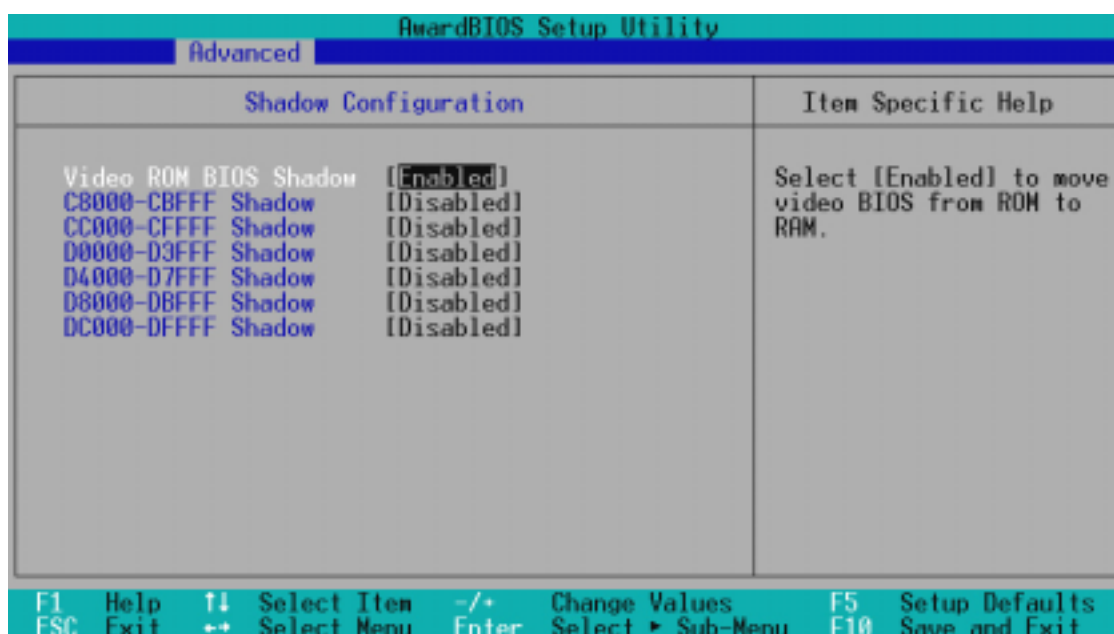 AwardBIOS Setup Utility
Advanced
Shadow Configuration
Video ROM BIOS Shadow [Enabled]
C8000-CBFFF Shadow [Disabled]
CC000-CFFFF Shadow [Disabled]
D0000-D3FFF Shadow [Disabled]
D4000-D7FFF Shadow [Disabled]
D8000-DBFFF Shadow [Disabled]
DC000-DFFFF Shadow [Disabled]
Item Specific Help
Select [Enabled] to move
video BIOS from ROM to
RAM.
F1 Help ↑↓ Select Item -/+ Change Values F5 Setup Defaults
ESC Exit ←→ Select Menu Enter Select ► Sub-Menu F10 Save and Exit